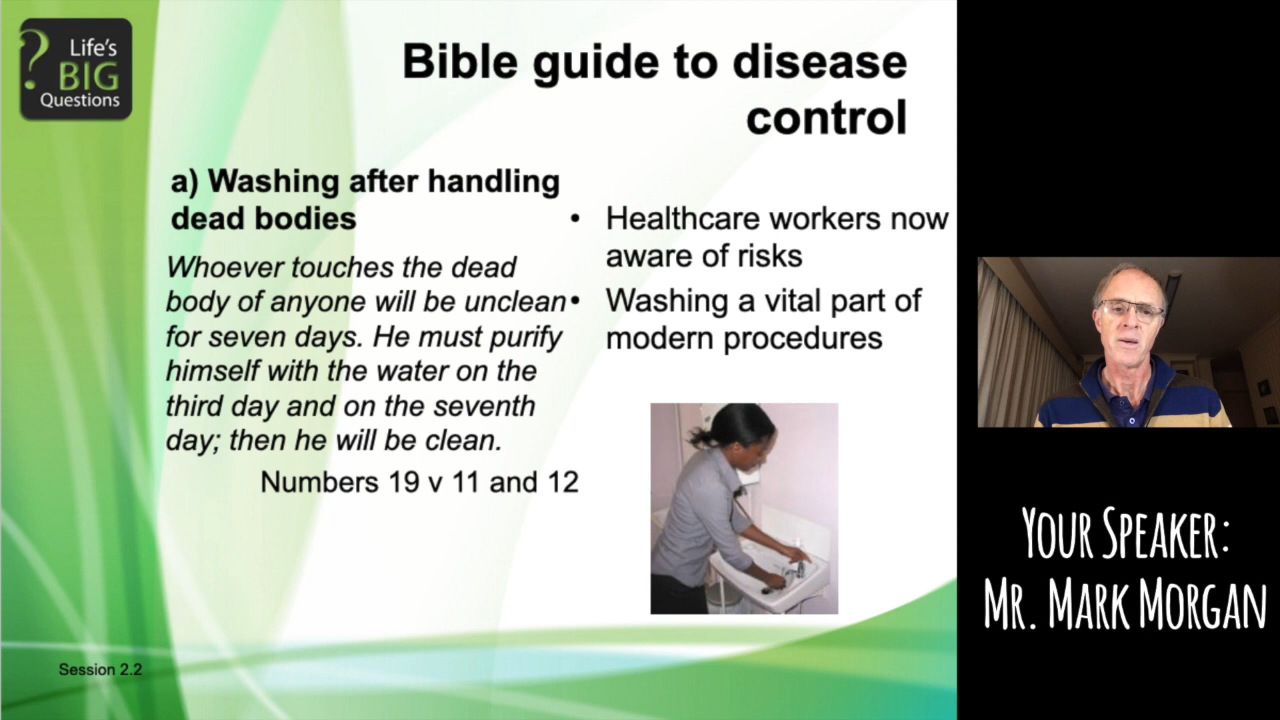 ?
Life's
BIG
Questions
Bible guide to disease
control
a) Washing after handling
dead bodies
Whoever touches the dead
body of anyone will be unclean
for seven days. He must purify
himself with the water on the
third day and on the seventh
day; then he will be clean.
Numbers 19 v 11 and 12
• Healthcare workers now
aware of risks
• Washing a vital part of
modern procedures
Session 2.2
YOUR SPEAKER:
MR. MARK MORGAN